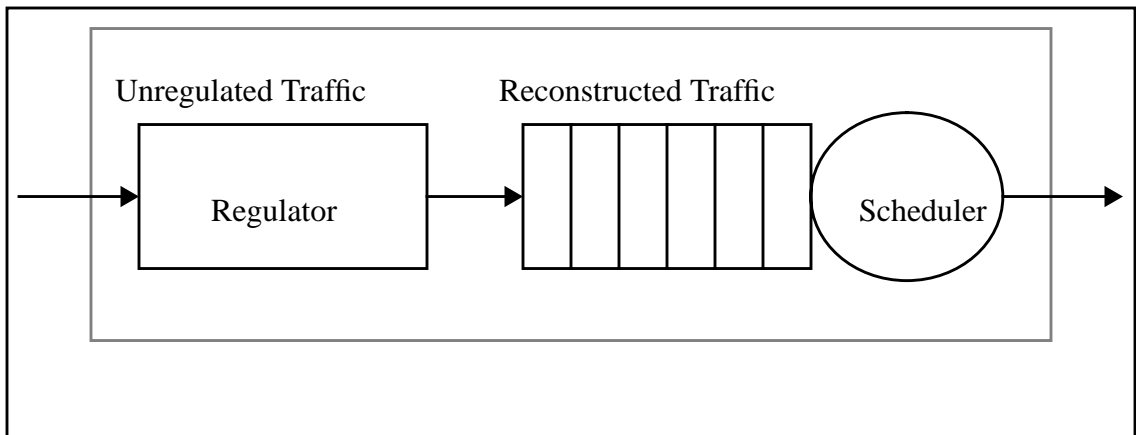 Unregulated Traffic
Reconstructed Traffic
Regulator
Scheduler